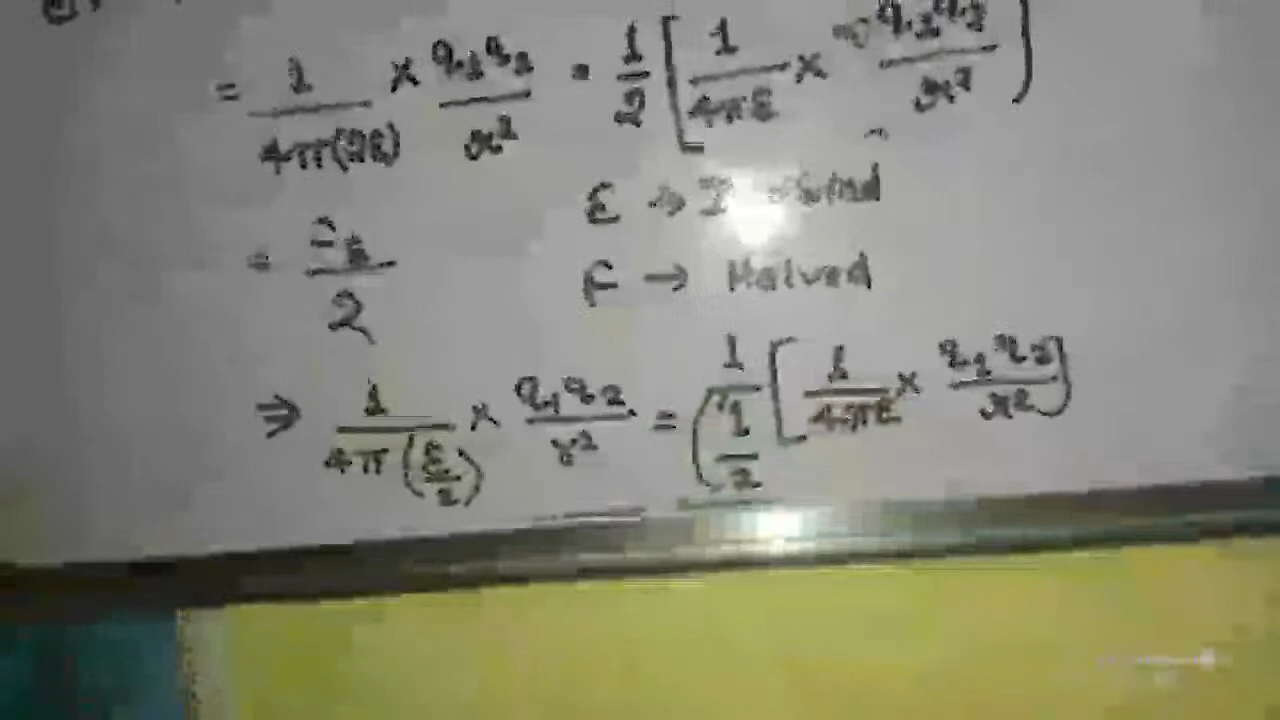 = 1/4π(2ε) × q1q2/r² = 1/2 [1/4πε × q1q2/r²]
= /2
ε →
F → Halved
⇒ 1/4π(ε/2) × q1q2/r² = (1/(1/2) [1/4πε × q1q2/r²]